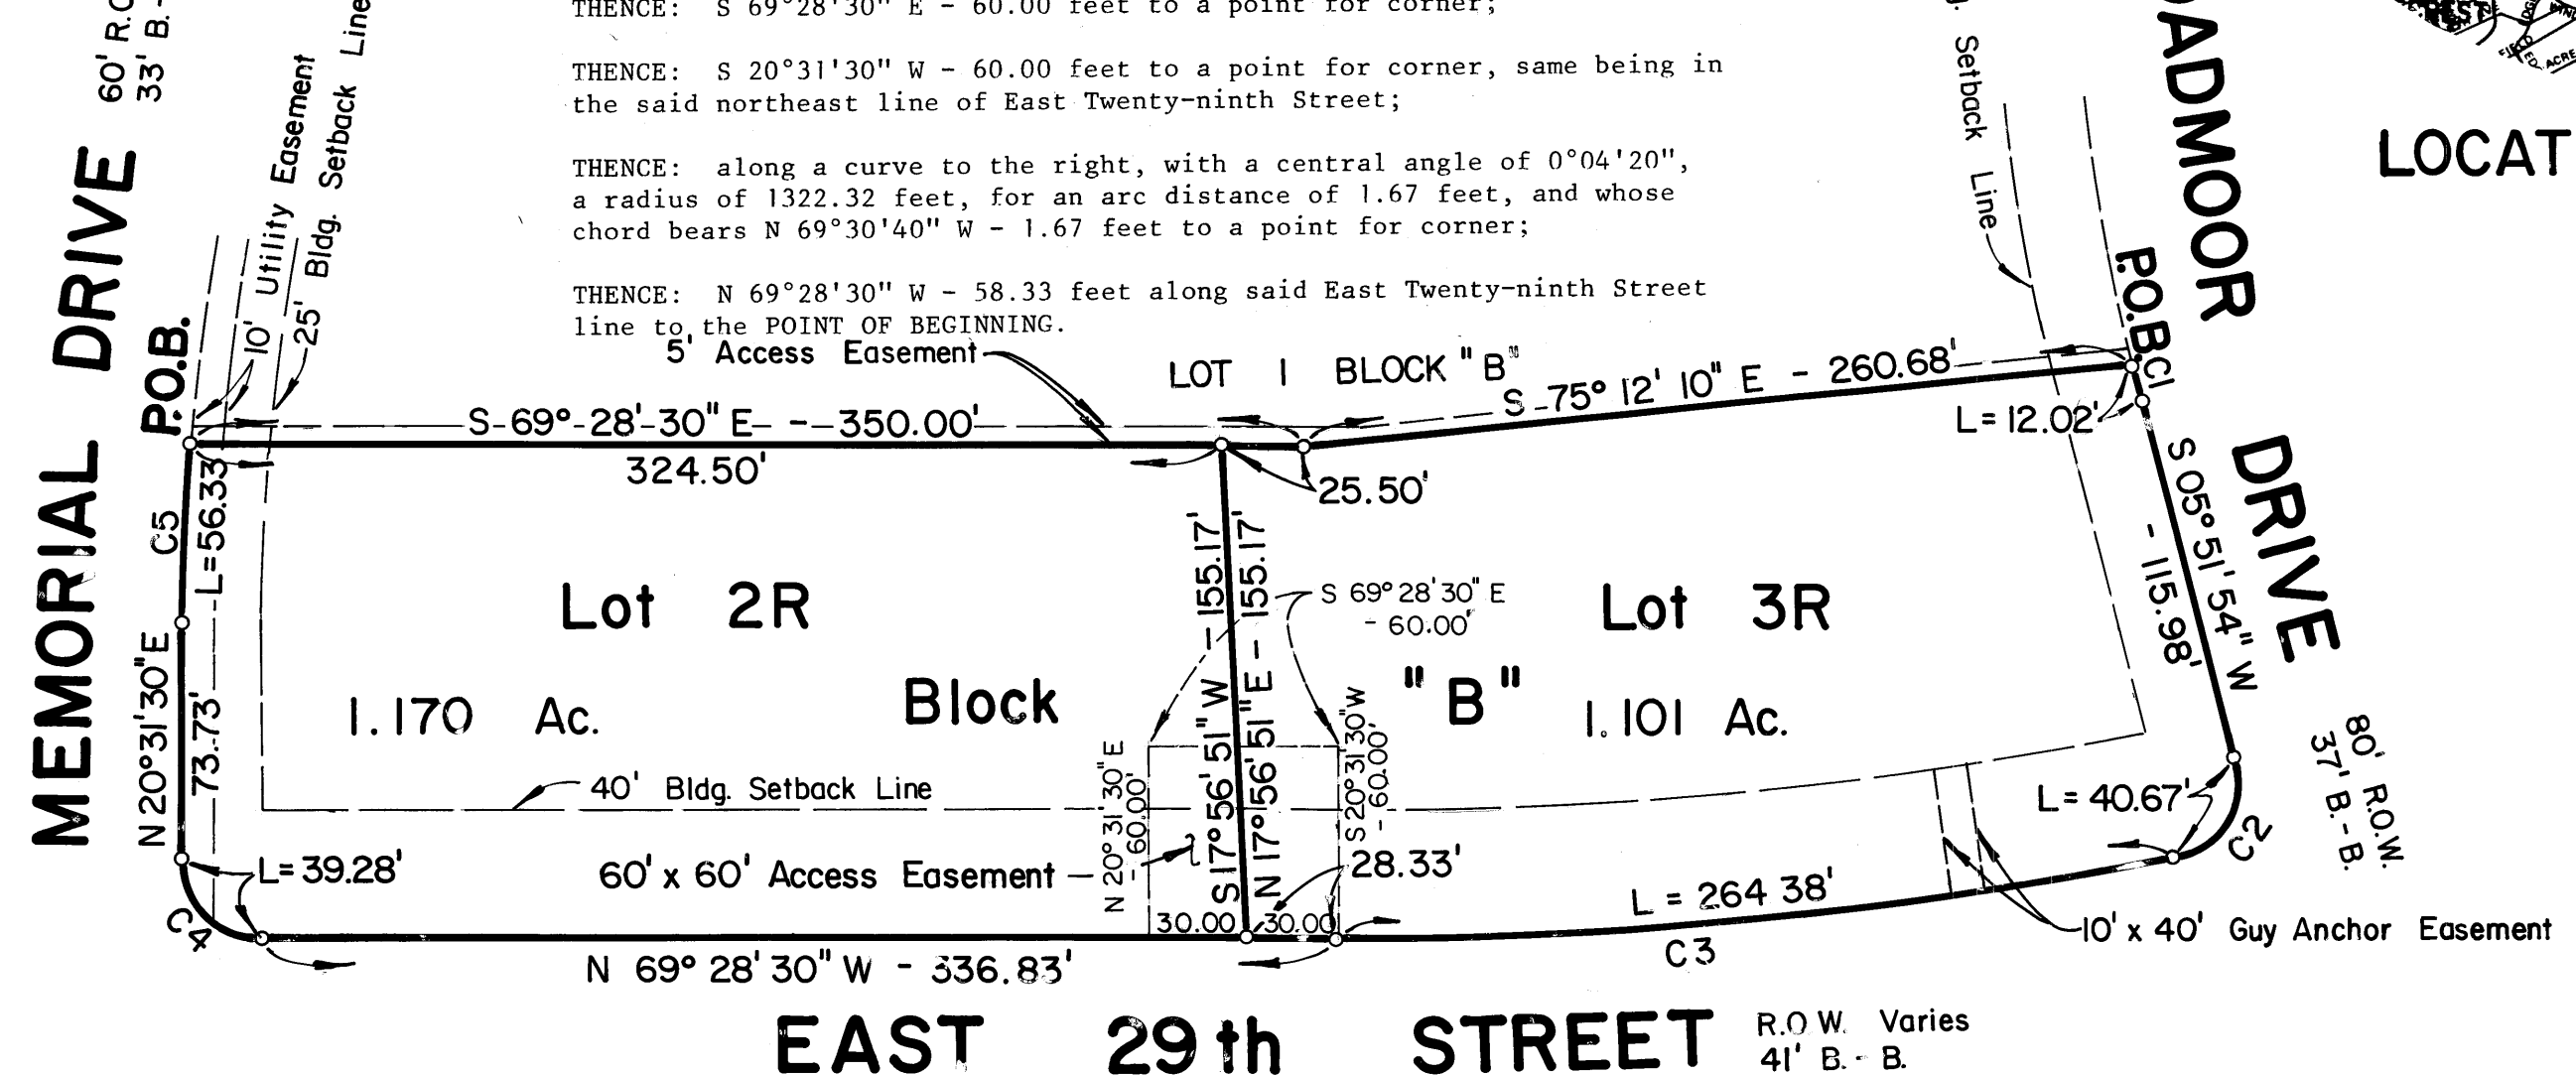 THENCE: S 69°28'30" E - 60.00 feet to a point for corner;
THENCE: S 20°31'30" W - 60.00 feet to a point for corner, same being in
the said northeast line of East Twenty-ninth Street;
THENCE: along a curve to the right, with a central angle of 0°04'20",
a radius of 1322.32 feet, for an arc distance of 1.67 feet, and whose
chord bears N 69°30'40" W - 1.67 feet to a point for corner;
THENCE: N 69°28'30" W - 58.33 feet along said East Twenty-ninth Street
line to the POINT OF BEGINNING.
MEMORIAL DRIVE
60' R.O
33' B.-
10' Utility Easement
25' Bldg. Setback Line
P.O.B.
5' Access Easement
LOT 1 BLOCK "B"
Setback Line
ADMOOR
DRIVE
LOCAT
FIELD
ACRE
P.O.B.
C1
S-69°-28'-30" E- --350.00'
324.50'
25.50'
S -75° 12' 10" E - 260.68'
L=12.02'
S 05° 51' 54" W
- 115.98'
C5
L=56.33
N 20°31'30"E
73.73'
Lot 2R
1.170 Ac.
Block
"B"
Lot 3R
1.101 Ac.
S 17°56'51" W - 155.17'
N 17°56'51" E - 155.17'
S 69°28'30" E
- 60.00'
N 20°31'30"E
- 60.00'
S 20°31'30"W
- 60.00'
40' Bldg. Setback Line
60' x 60' Access Easement
30.00
30.00
28.33'
L=39.28'
C4
N 69° 28' 30" W - 336.83'
L = 264 38'
C3
L= 40.67'
C2
80' R.O.W.
37' B.-B.
10' x 40' Guy Anchor Easement
EAST 29th STREET
R.O W. Varies
41' B. - B.